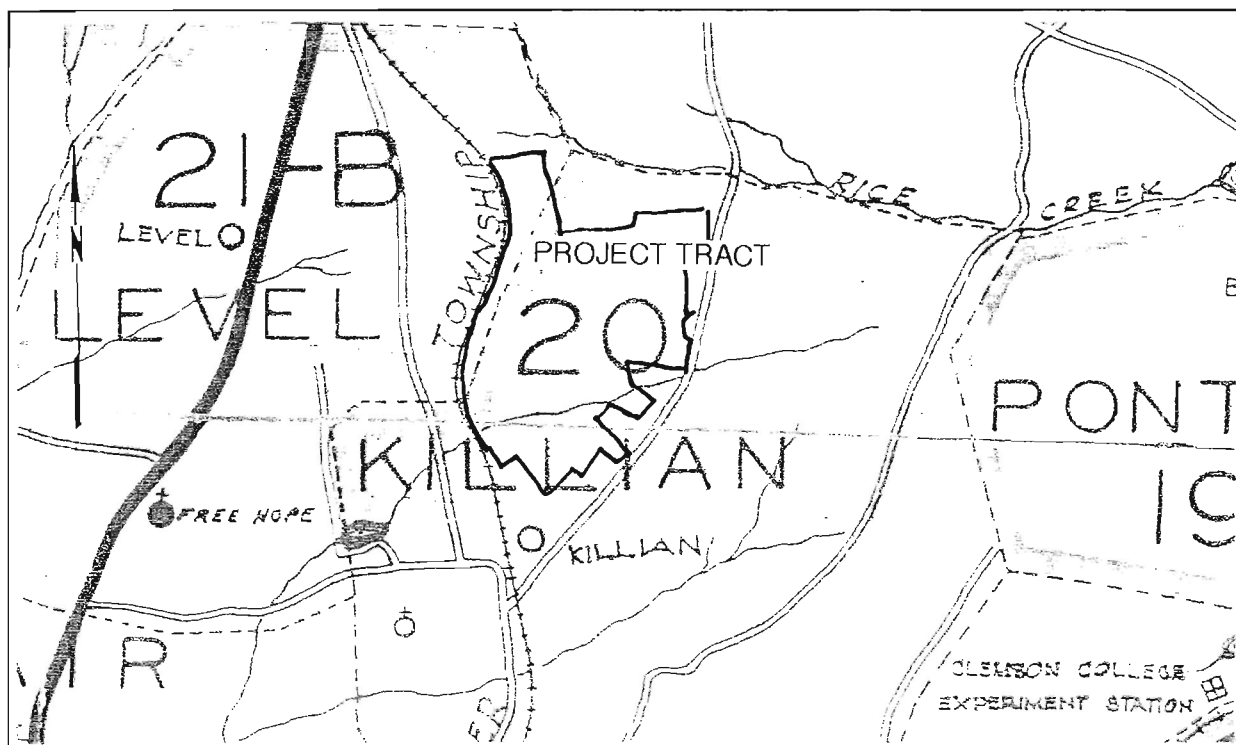 21-B
LEVEL
LEVEL
N
TOWNSHIP
RICE CREEK
PROJECT TRACT
20
KILLIAN
PONT
19
B
FREE HOPE
KILLIAN
CLEMSON COLLEGE
EXPERIMENT STATION
ER